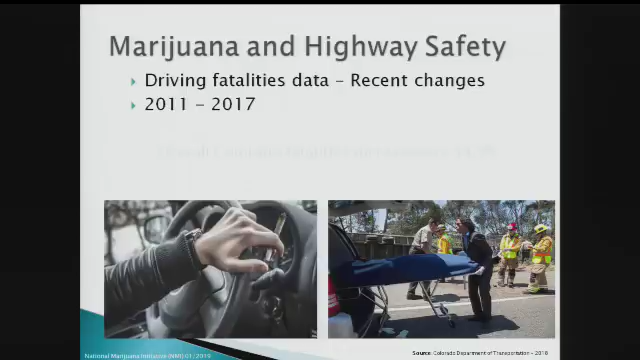 Marijuana and Highway Safety
Driving fatalities data – Recent changes
2011 – 2017
National Marijuana Initiative (NMI) 01/2019
Source: Colorado Department of Transportation – 2018